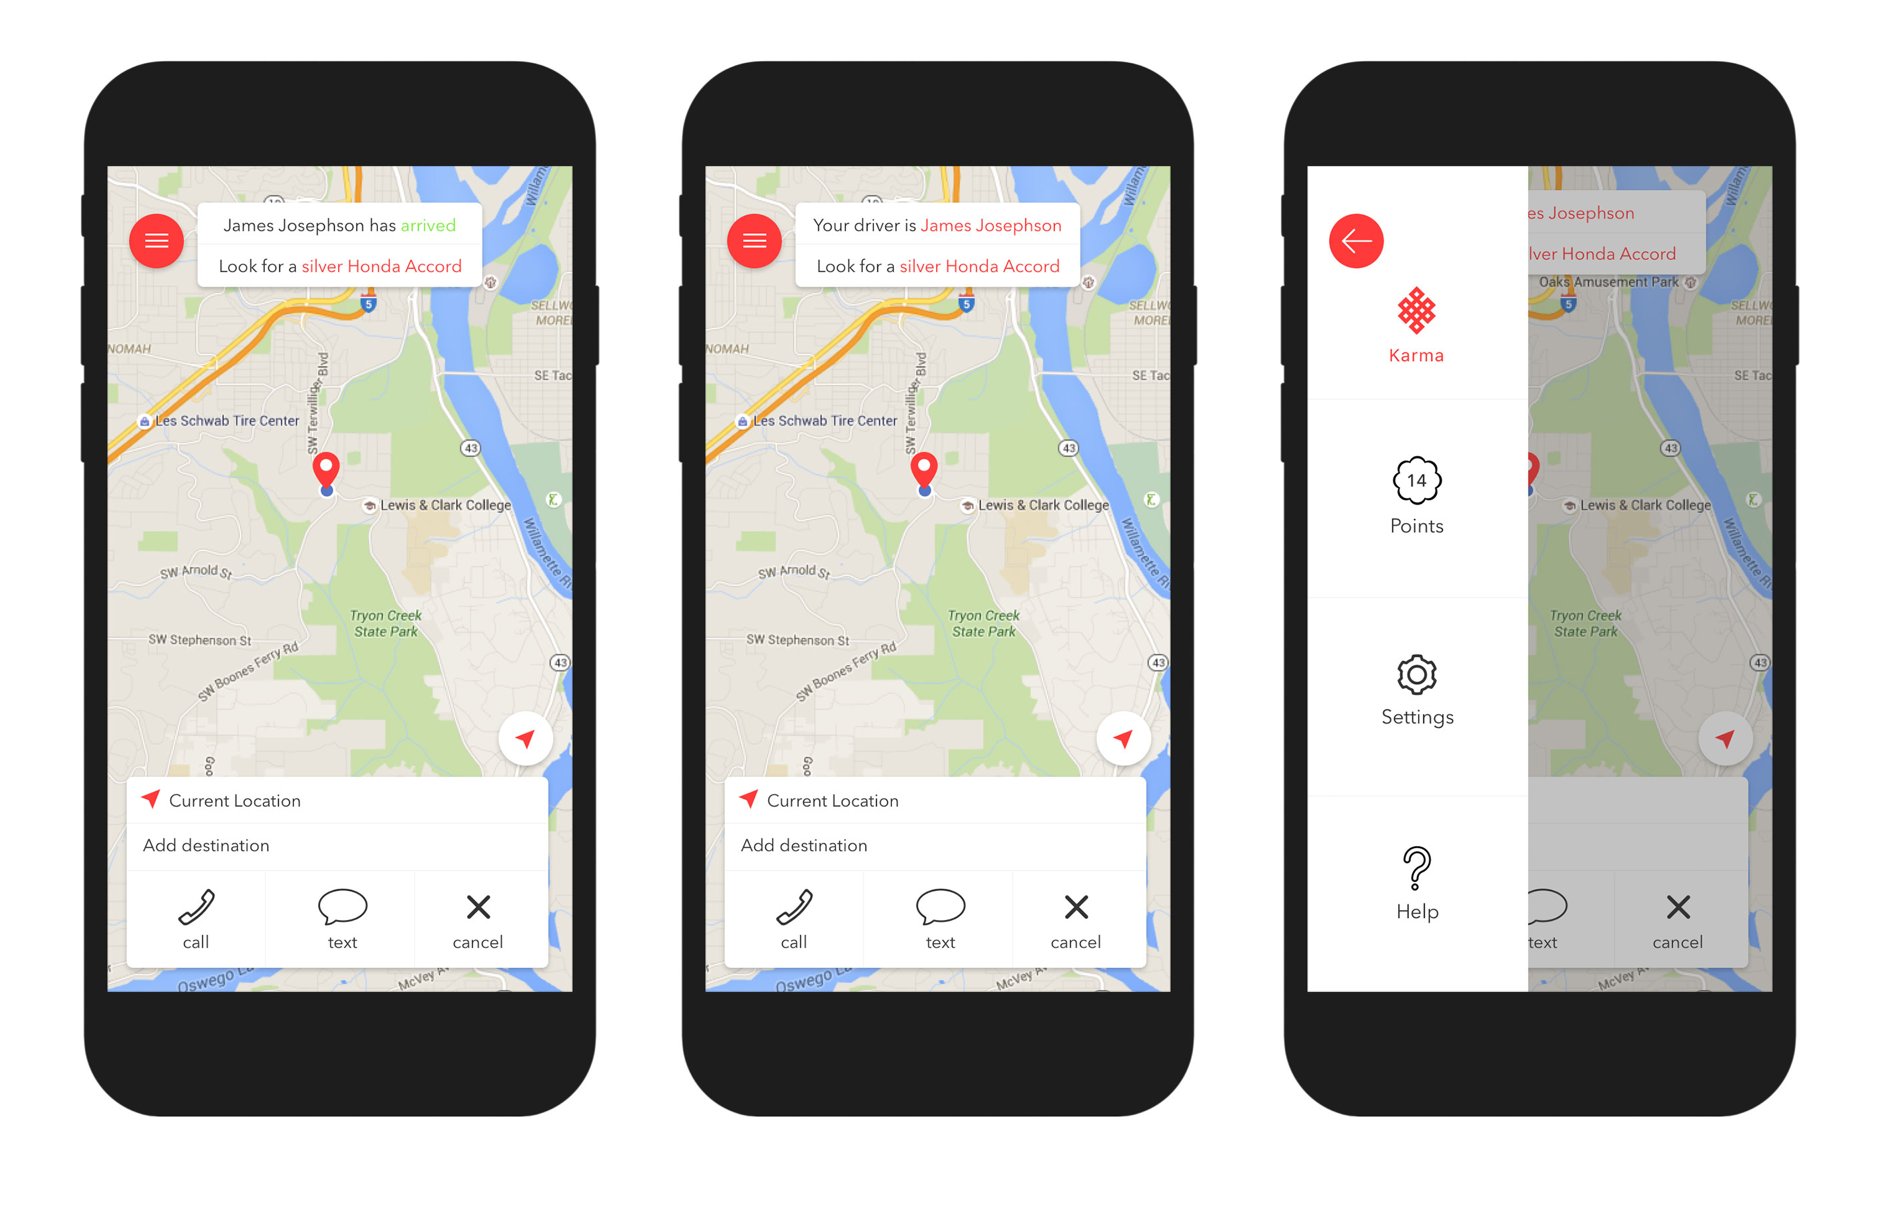 James Josephson has arrived
Look for a silver Honda Accord
5
SELLW
MORE
NOMAH
SW Terwilliger Blvd
SE Tac
Les Schwab Tire Center
43
Lewis & Clark College
Willamette
SW Arnold St
Tryon Creek
State Park
SW Stephenson St
SW Boones Ferry Rd
43
Current Location
Add destination
call
text
cancel
Oswego
McVey
Your driver is James Josephson
Look for a silver Honda Accord
5
SELLW
MORE
NOMAH
SW Terwilliger Blvd
SE Tac
Les Schwab Tire Center
43
Lewis & Clark College
Willamette
SW Arnold St
Tryon Creek
State Park
SW Stephenson St
SW Boones Ferry Rd
43
Current Location
Add destination
call
text
cancel
Oswego
McVey
es Josephson
lver Honda Accord
Oaks Amusement Park
5
SELLW
MORE
Karma
SE Tac
43
14
Points
Lewis & Clark College
Willamette
Tryon Creek
State Park
43
Settings
Help
text
cancel
McVey